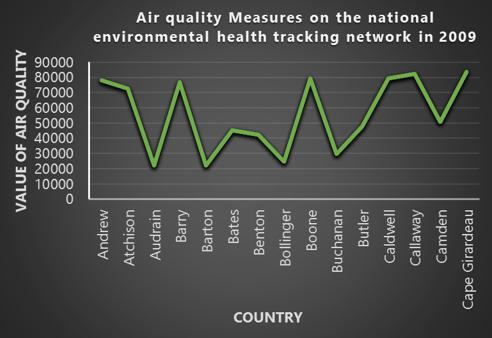 Air quality Measures on the national
environmental health tracking network in 2009
VALUE OF AIR QUALITY
90000
80000
70000
60000
50000
40000
30000
20000
10000
0
Andrew
Atchison
Audrain
Barry
Barton
Bates
Benton
Bollinger
Boone
Buchanan
Butler
Caldwell
Callaway
Camden
Cape Girardeau
COUNTRY